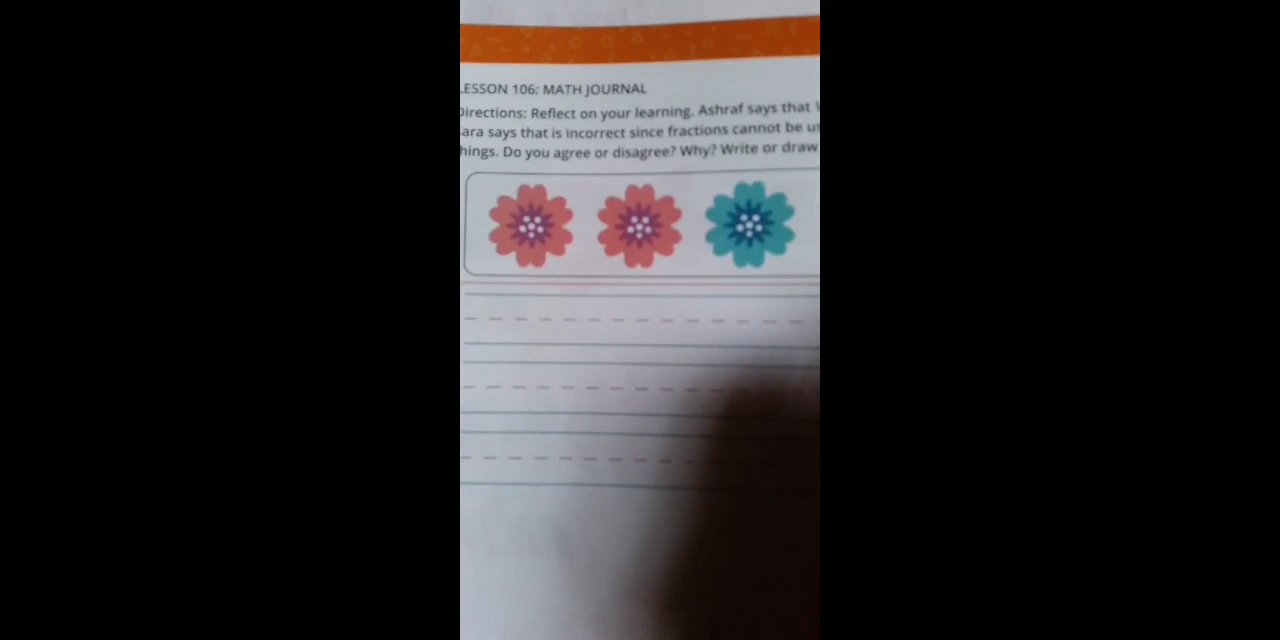 LESSON 106: MATH JOURNAL
Directions: Reflect on your learning. Ashraf says that
ara says that is incorrect since fractions cannot be
hings. Do you agree or disagree? Why? Write or draw